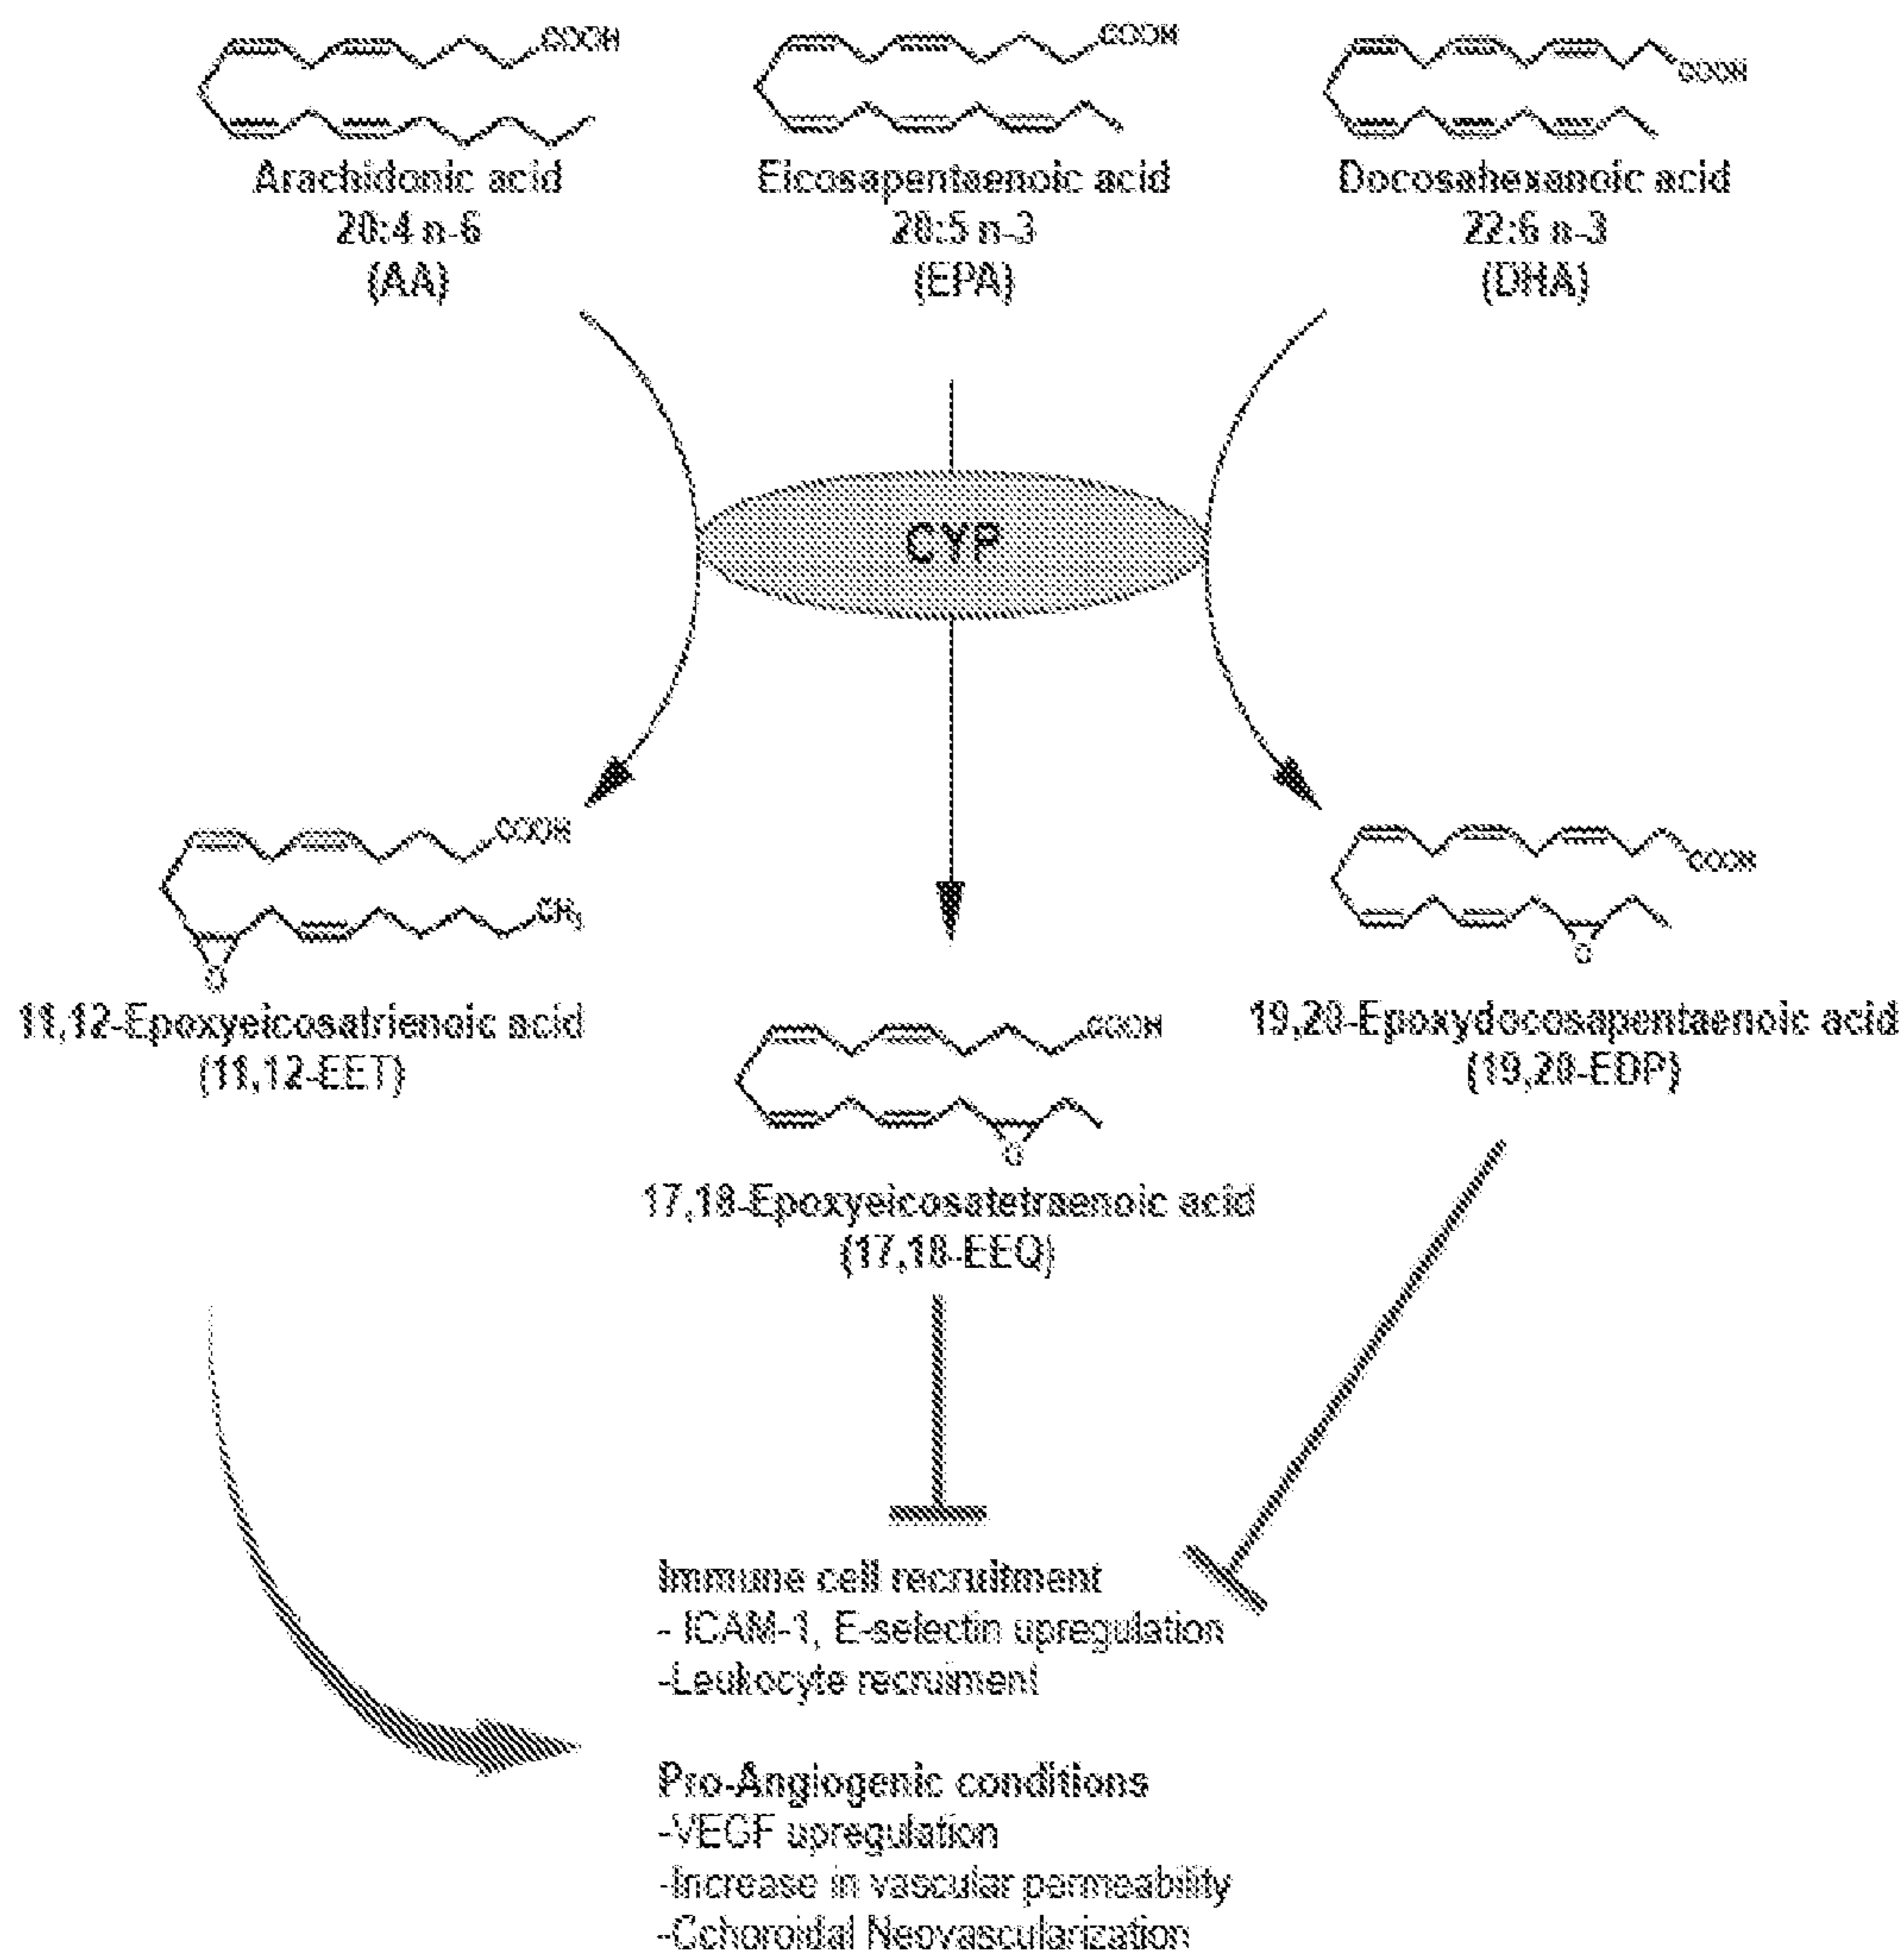 COOH
COOH
COOH
Arachidonic acid
20:4 n-6
(AA)
Eicosapentaenoic acid
20:5 n-3
(EPA)
Docosahexanoic acid
22:6 n-3
(DHA)
CYP
COOH
CH3
O
11,12-Epoxyeicosatrienoic acid
(11,12-EET)
COOH
O
17,18-Epoxyeicosatetraenoic acid
(17,18-EEQ)
COOH
O
19,20-Epoxydocosapentaenoic acid
(19,20-EDP)
Immune cell recruitment
- ICAM-1, E-selectin upregulation
-Leukocyte recruiment
Pro-Angiogenic conditions
-VEGF upregulation
-Increase in vascular permeability
-Cchoroidal Neovascularization